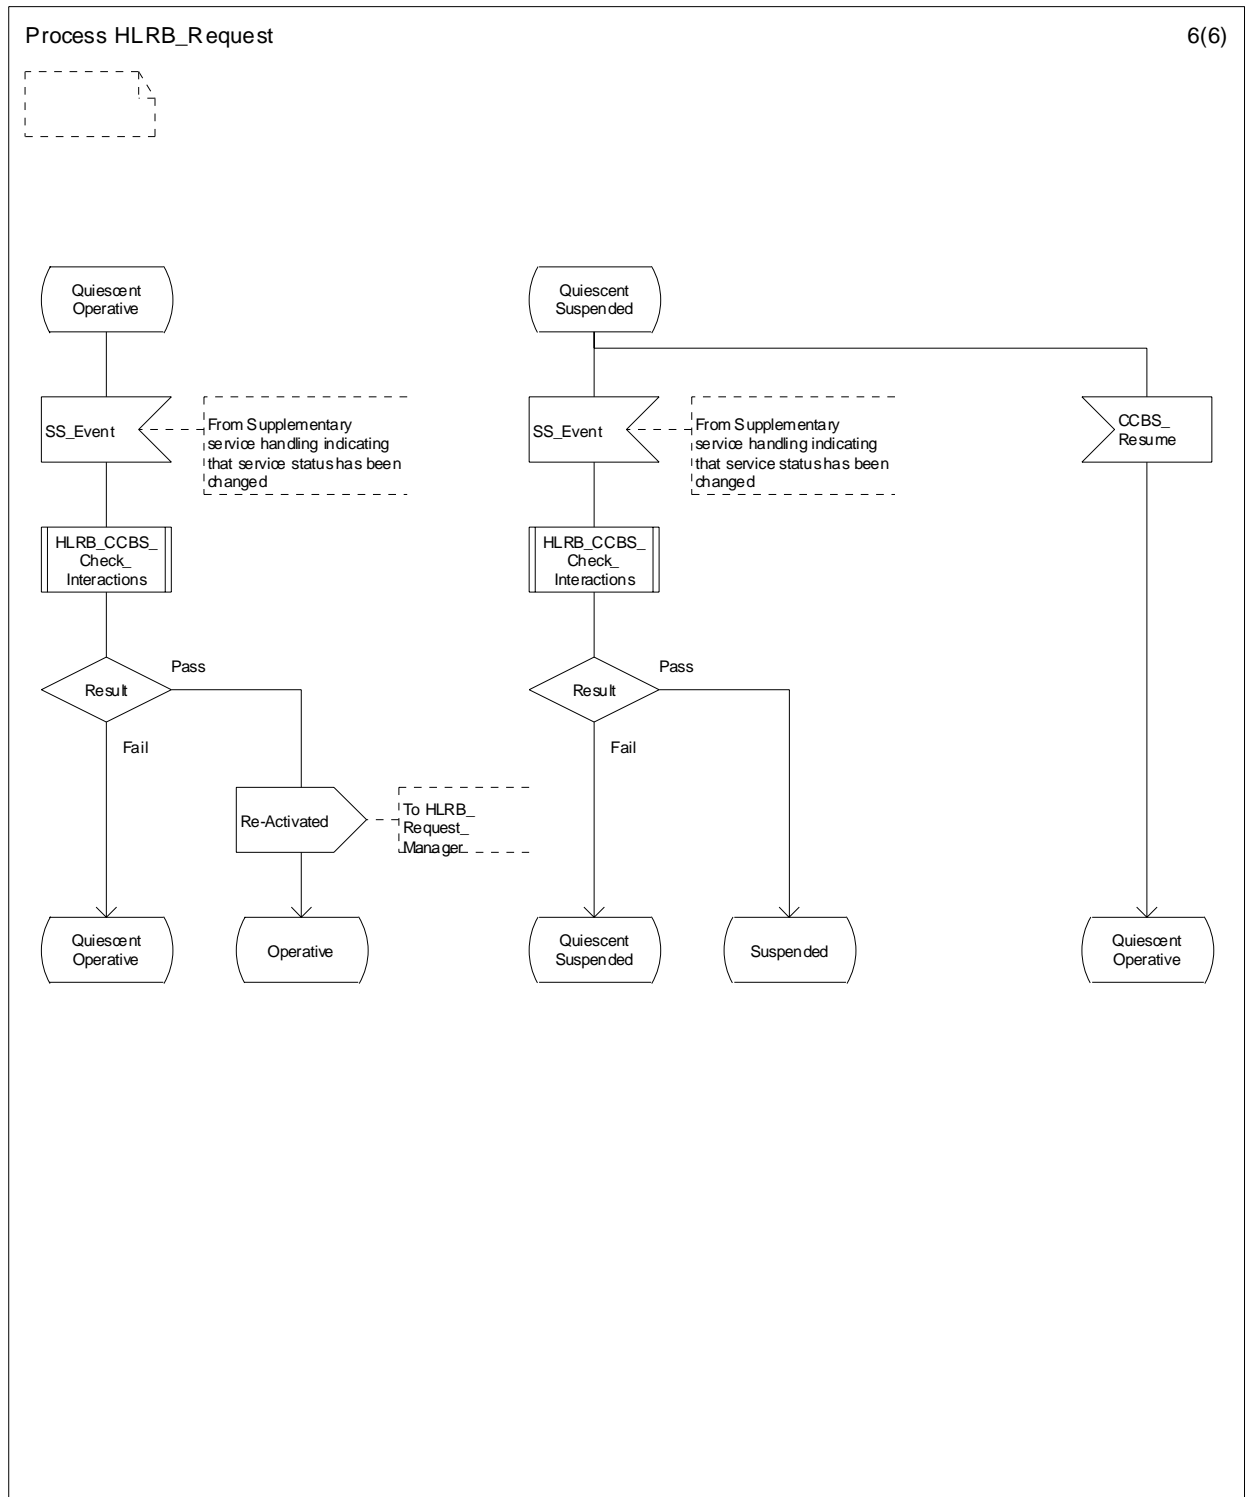 Process HLRB_Request
6(6)
Quiescent
Operative
Quiescent
Suspended
SS_Event
From Supplementary
service handling indicating
that service status has been
changed
SS_Event
From Supplementary
service handling indicating
that service status has been
changed
CCBS_
Resume
HLRB_CCBS_
Check_
Interactions
HLRB_CCBS_
Check_
Interactions
Result
Pass
Fail
Result
Pass
Fail
Re-Activated
To HLRB_
Request_
Manager
Quiescent
Operative
Operative
Quiescent
Suspended
Suspended
Quiescent
Operative